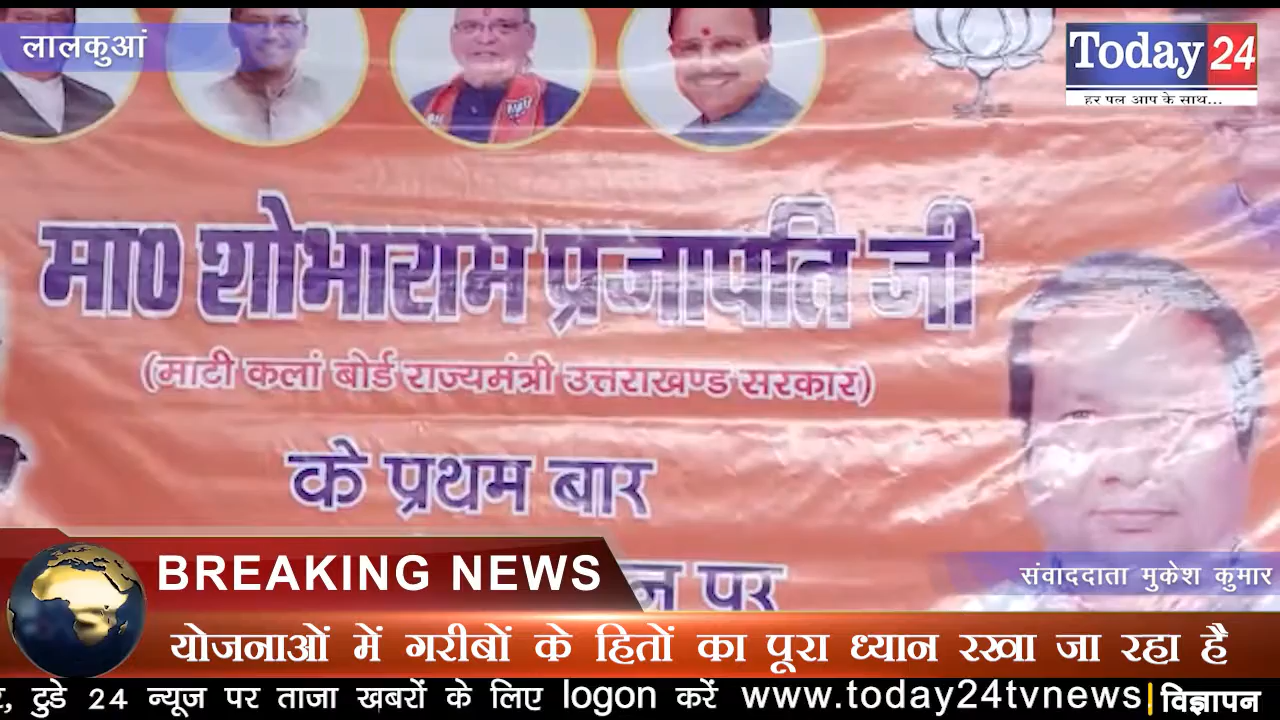 लालकुआं
Today 24
हर पल आप के साथ...
मा० शोभाराम प्रजापति जी
(माटी कलां बोर्ड राज्यमंत्री उत्तराखण्ड सरकार)
के प्रथम बार
पर
संवाददाता मुकेश कुमार
BREAKING NEWS
योजनाओं में गरीबों के हितों का पूरा ध्यान रखा जा रहा है
टुडे 24 न्यूज पर ताजा खबरों के लिए logon करें www.today24tvnews
विज्ञापन